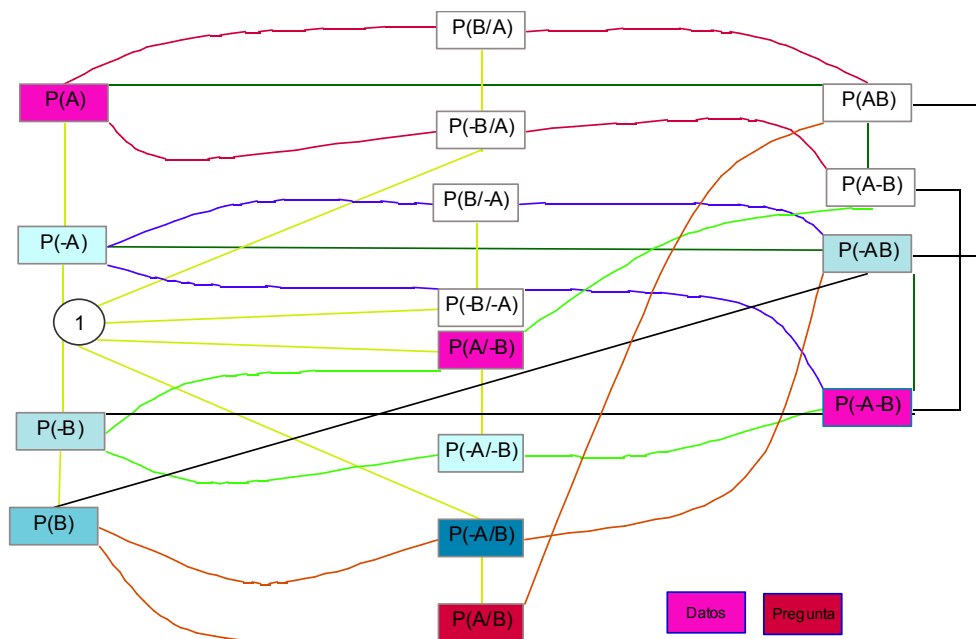 P(B/A)
P(A)
P(AB)
P(-B/A)
P(A-B)
P(B/-A)
P(-A)
P(-AB)
P(-B/-A)
1
P(A/-B)
P(-A-B)
P(-B)
P(-A/-B)
P(B)
P(-A/B)
P(A/B)
Datos
Pregunta